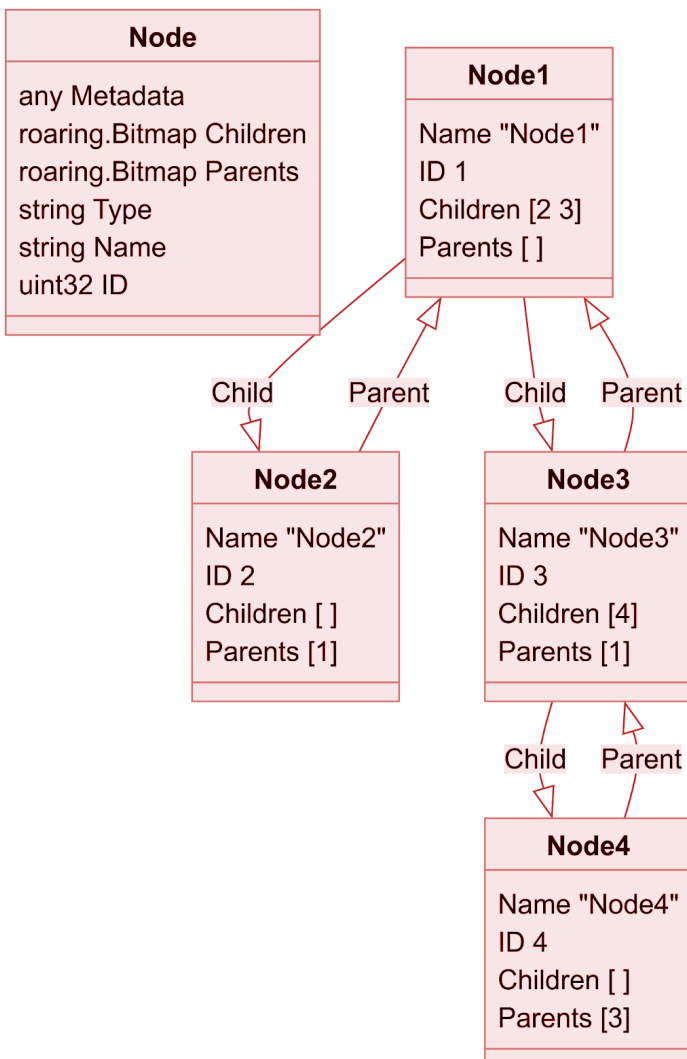 Node
any Metadata
roaring.Bitmap Children
roaring.Bitmap Parents
string Type
string Name
uint32 ID
Node1
Name "Node1"
ID 1
Children [2 3]
Parents [ ]
Child
Parent
Child
Parent
Node2
Name "Node2"
ID 2
Children [ ]
Parents [1]
Node3
Name "Node3"
ID 3
Children [4]
Parents [1]
Child
Parent
Node4
Name "Node4"
ID 4
Children [ ]
Parents [3]